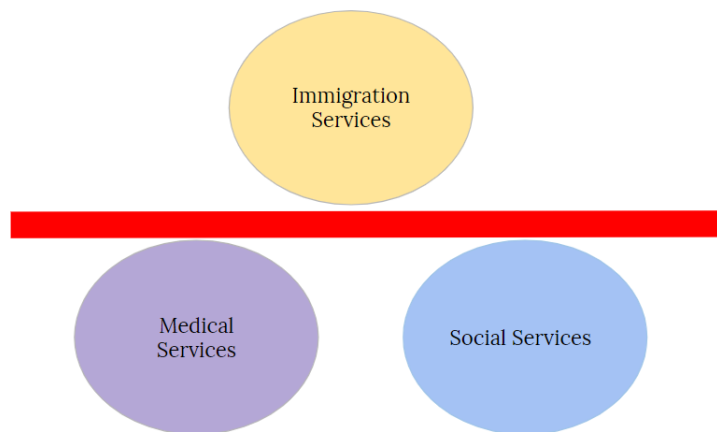 Immigration
Services
Medical
Services
Social Services